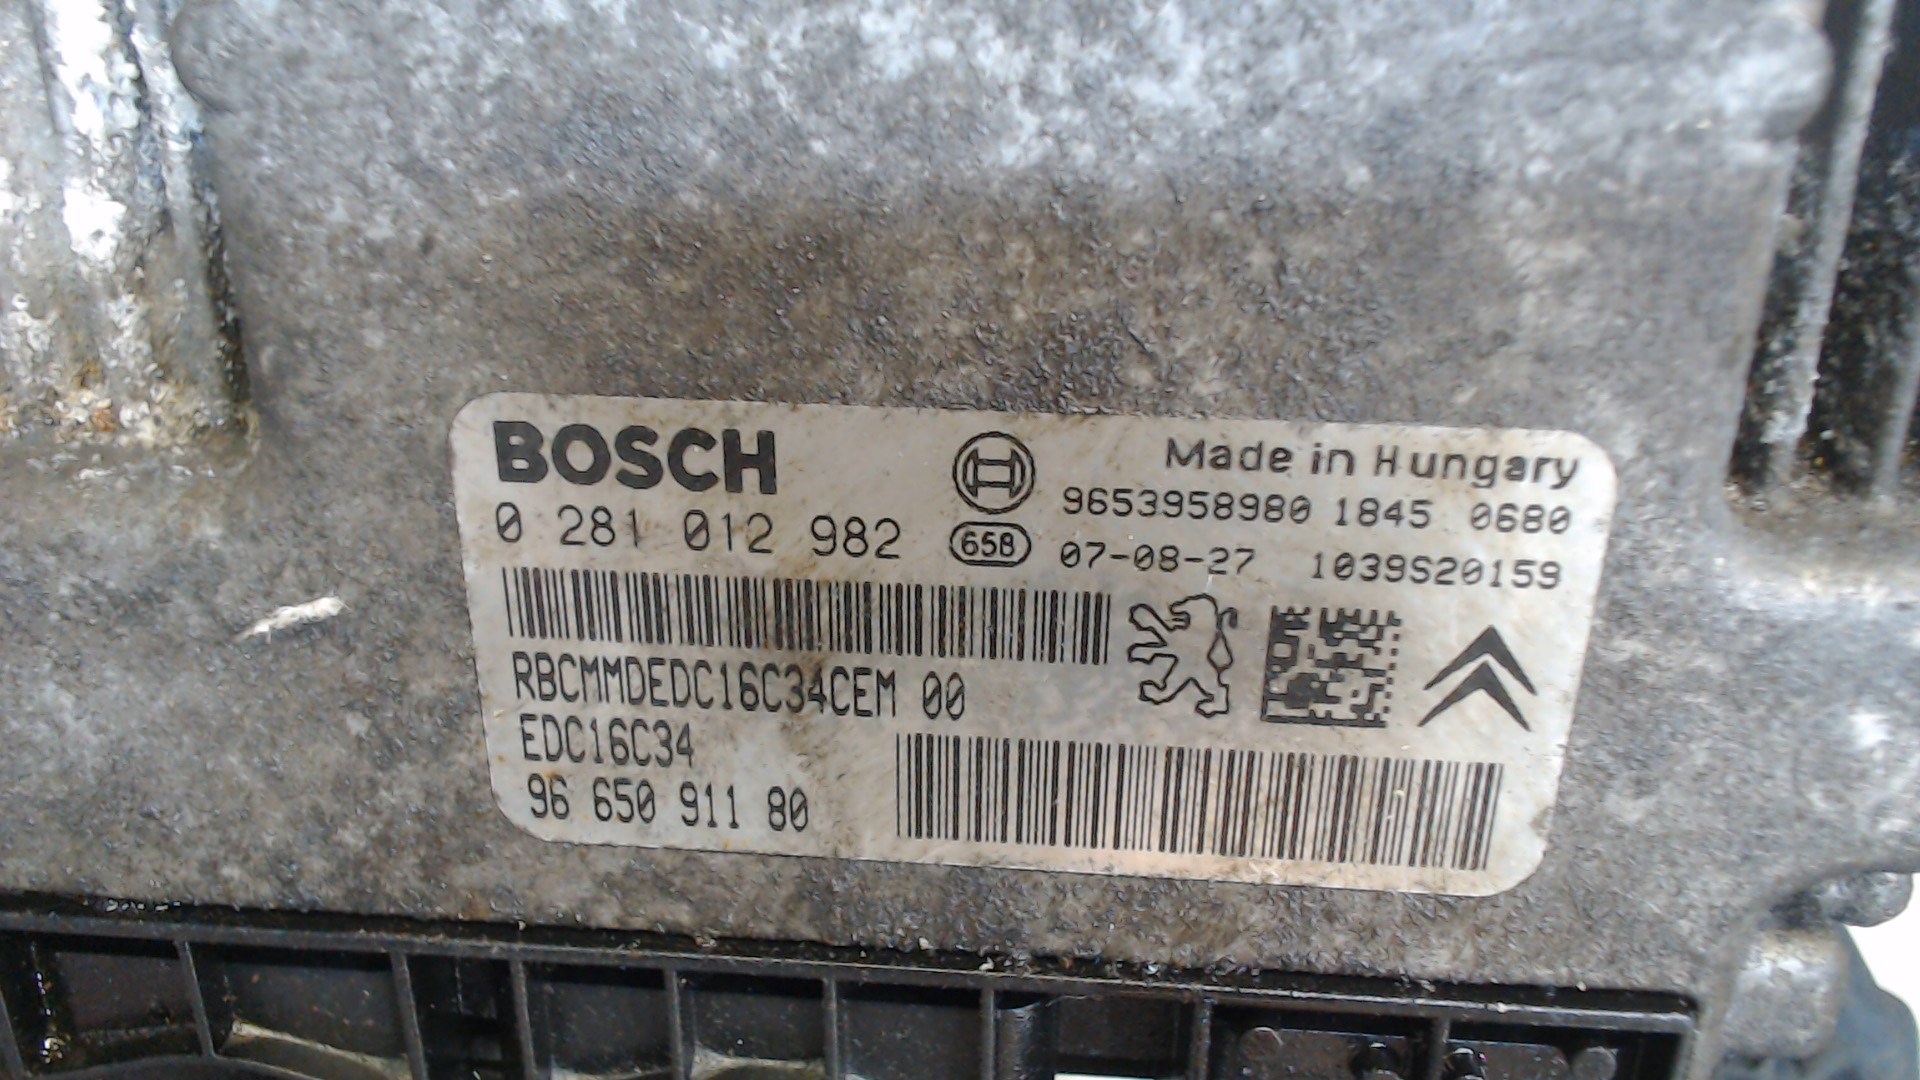 BOSCH
Made in Hungary
9653958980 1845 0680
0 281 012 982
658
07-08-27 1039S20159
RBCMMDEDC16C34CEM 00
EDC16C34
96 650 911 80